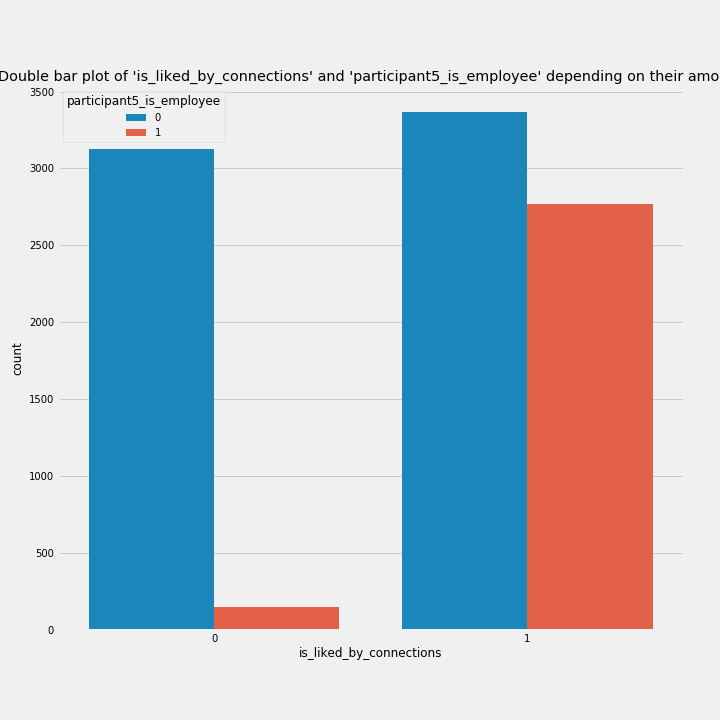 Double bar plot of 'is_liked_by_connections' and 'participant5_is_employee' depending on their amo
3500
participant5_is_employee
0
1
3000
2500
2000
1500
1000
500
0
count
0 1
is_liked_by_connections